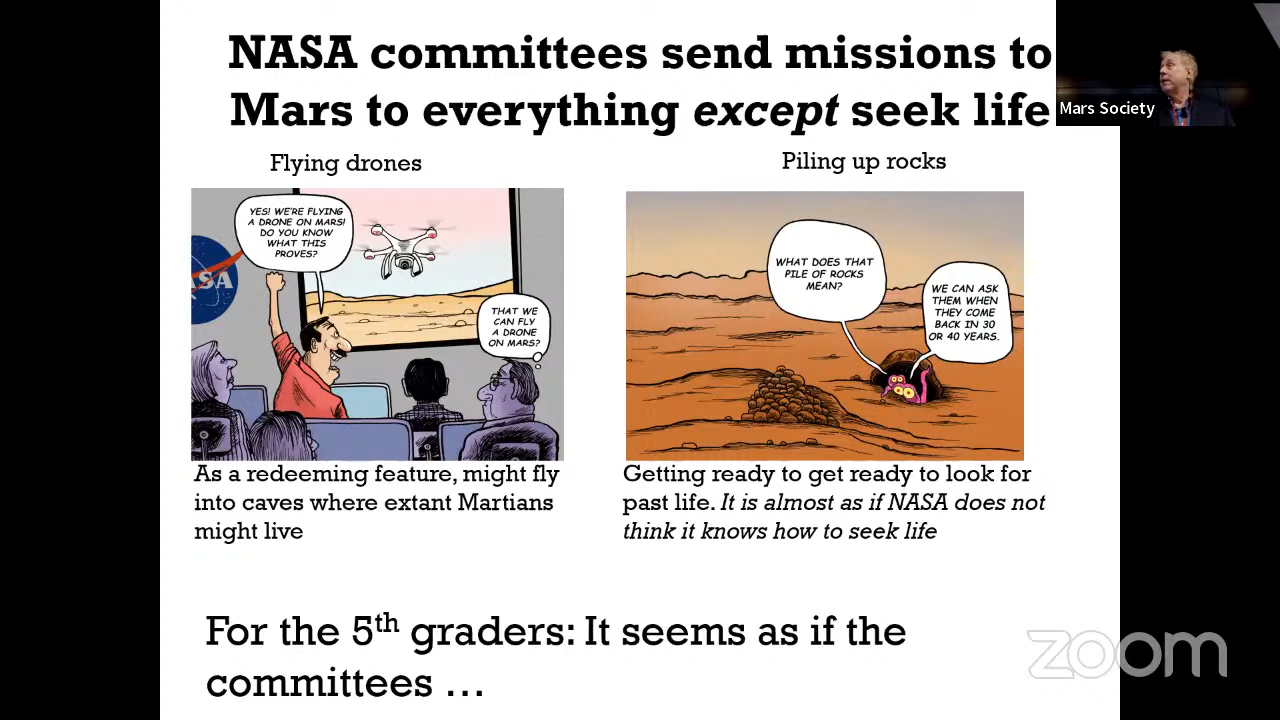 NASA committees send missions to
Mars to everything except seek life
Mars Society
Flying drones
Piling up rocks
YES! WE'RE FLYING
A DRONE ON MARS!
DO YOU KNOW
WHAT THIS
PROVES?
ASA
THAT WE
CAN FLY
A DRONE
ON MARS?
WHAT DOES THAT
PILE OF ROCKS
MEAN?
WE CAN ASK
THEM WHEN
THEY COME
BACK IN 30
OR 40 YEARS.
As a redeeming feature, might fly
into caves where extant Martians
might live
Getting ready to get ready to look for
past life. It is almost as if NASA does not
think it knows how to seek life
For the 5th graders: It seems as if the
committees …
zoom